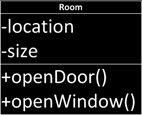 Room
-location
-size
+openDoor()
+openWindow()